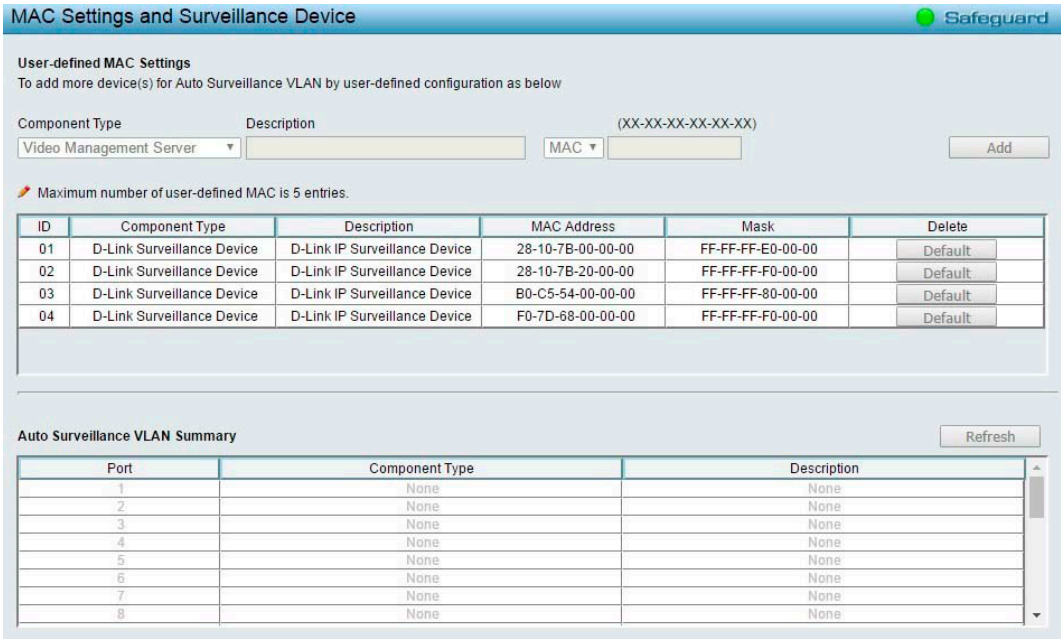 MAC Settings and Surveillance Device Safeguard
User-defined MAC Settings
To add more device(s) for Auto Surveillance VLAN by user-defined configuration as below
Component Type Description (XX-XX-XX-XX-XX-XX)
Video Management Server MAC Add
Maximum number of user-defined MAC is 5 entries.
ID Component Type Description MAC Address Mask Delete
01 D-Link Surveillance Device D-Link IP Surveillance Device 28-10-7B-00-00-00 FF-FF-FF-E0-00-00 Default
02 D-Link Surveillance Device D-Link IP Surveillance Device 28-10-7B-20-00-00 FF-FF-FF-F0-00-00 Default
03 D-Link Surveillance Device D-Link IP Surveillance Device B0-C5-54-00-00-00 FF-FF-FF-80-00-00 Default
04 D-Link Surveillance Device D-Link IP Surveillance Device F0-7D-68-00-00-00 FF-FF-FF-F0-00-00 Default
Auto Surveillance VLAN Summary Refresh
Port Component Type Description
1 None None
2 None None
3 None None
4 None None
5 None None
6 None None
7 None None
8 None None